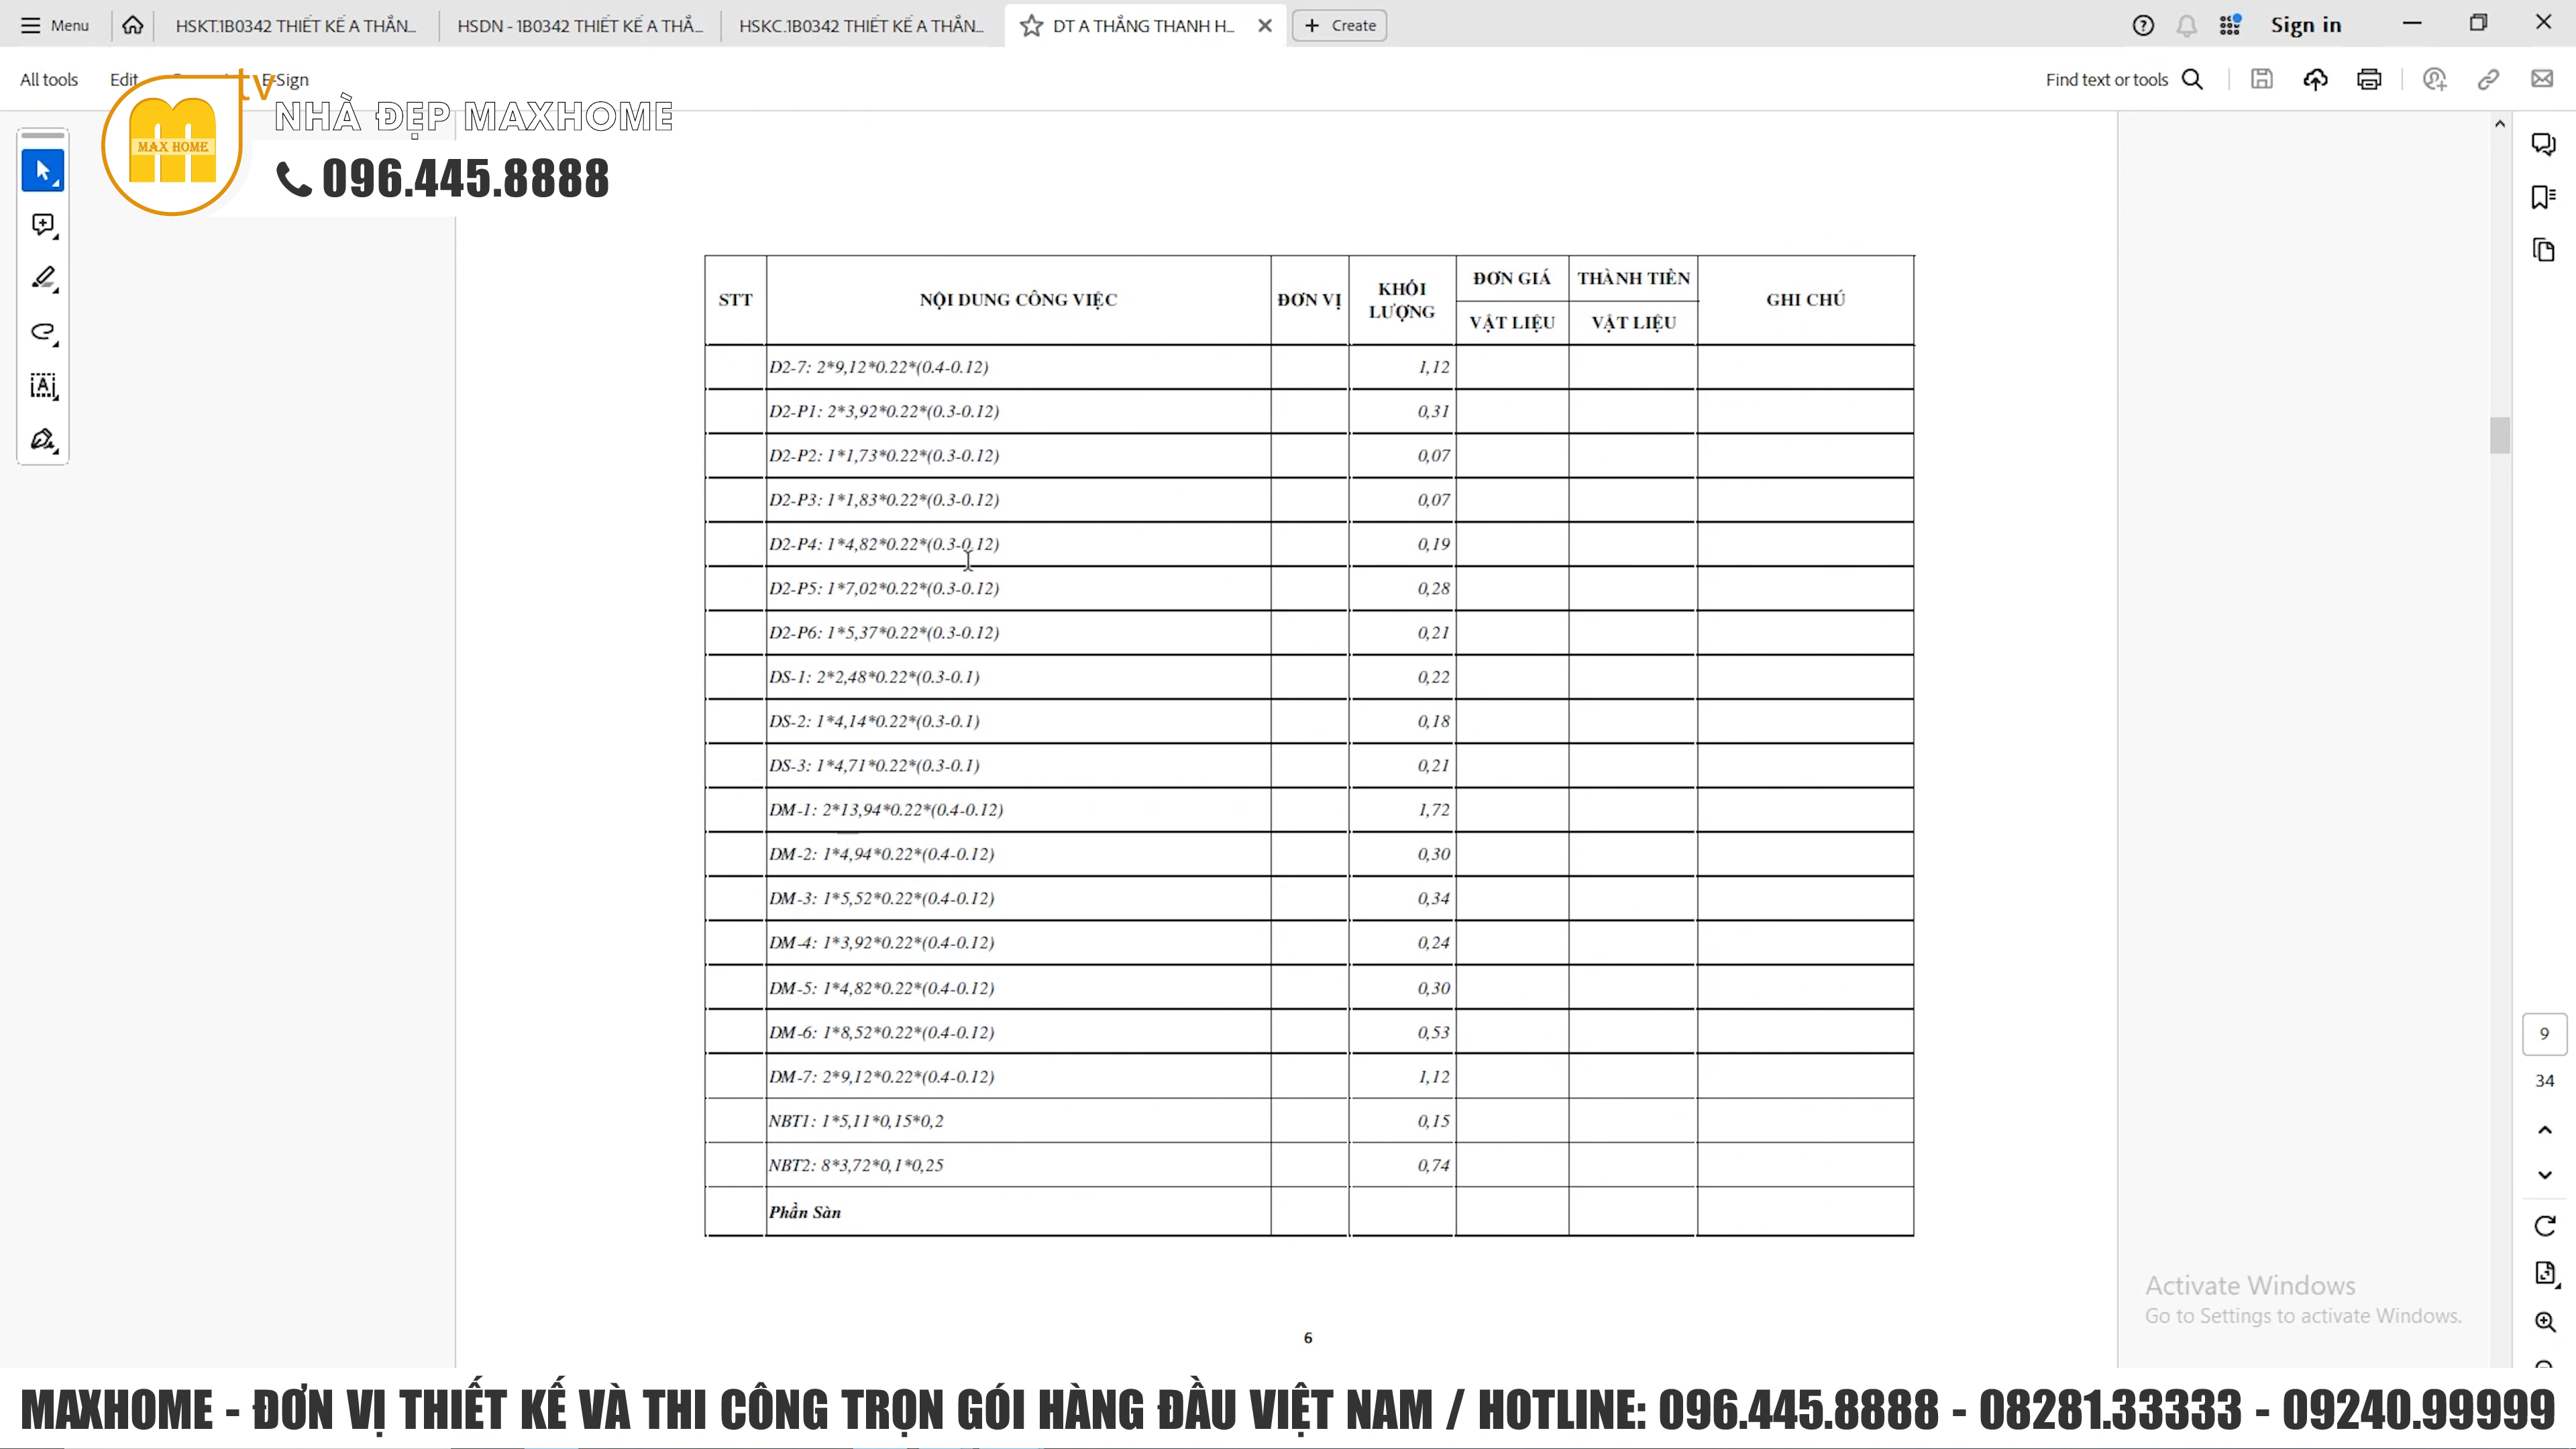 Menu
HSKT.1B0342 THIẾT KẾ A THẮN...
HSDN - 1B0342 THIẾT KẾ A THẮ...
HSKC.1B0342 THIẾT KẾ A THẮN...
DT A THẮNG THANH H...
Create
Sign in
All tools
Edit
E-Sign
Find text or tools
tv
MAX HOME
NHÀ ĐẸP MAXHOME
096.445.8888
STT NỘI DUNG CÔNG VIỆC ĐƠN VỊ KHỐI LƯỢNG ĐƠN GIÁ THÀNH TIỀN GHI CHÚ
VẬT LIỆU VẬT LIỆU
D2-7: 2*9,12*0.22*(0.4-0.12) 1,12
D2-P1: 2*3,92*0.22*(0.3-0.12) 0,31
D2-P2: 1*1,73*0.22*(0.3-0.12) 0,07
D2-P3: 1*1,83*0.22*(0.3-0.12) 0,07
D2-P4: 1*4,82*0.22*(0.3-0.12) 0,19
D2-P5: 1*7,02*0.22*(0.3-0.12) 0,28
D2-P6: 1*5,37*0.22*(0.3-0.12) 0,21
DS-1: 2*2,48*0.22*(0.3-0.1) 0,22
DS-2: 1*4,14*0.22*(0.3-0.1) 0,18
DS-3: 1*4,71*0.22*(0.3-0.1) 0,21
DM-1: 2*13,94*0.22*(0.4-0.12) 1,72
DM-2: 1*4,94*0.22*(0.4-0.12) 0,30
DM-3: 1*5,52*0.22*(0.4-0.12) 0,34
DM-4: 1*3,92*0.22*(0.4-0.12) 0,24
DM-5: 1*4,82*0.22*(0.4-0.12) 0,30
DM-6: 1*8,52*0.22*(0.4-0.12) 0,53
DM-7: 2*9,12*0.22*(0.4-0.12) 1,12
NBT1: 1*5,11*0,15*0,2 0,15
NBT2: 8*3,72*0,1*0,25 0,74
Phần Sàn
6
9
34
Activate Windows
Go to Settings to activate Windows.
MAXHOME - ĐƠN VỊ THIẾT KẾ VÀ THI CÔNG TRỌN GÓI HÀNG ĐẦU VIỆT NAM / HOTLINE: 096.445.8888 - 08281.33333 - 09240.99999